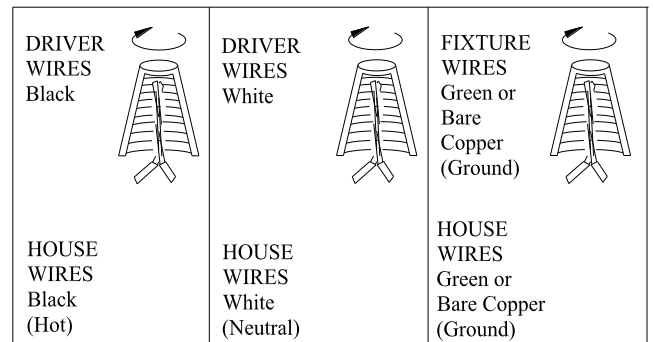 DRIVER
WIRES
Black
HOUSE
WIRES
Black
(Hot)
DRIVER
WIRES
White
HOUSE
WIRES
White
(Neutral)
FIXTURE
WIRES
Green or
Bare
Copper
(Ground)
HOUSE
WIRES
Green or
Bare Copper
(Ground)